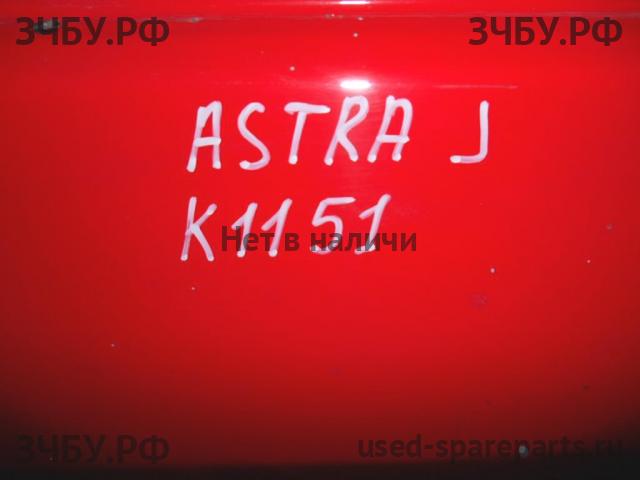 ЗЧБУ.РФ ЗЧБУ.РФ
ASTRA J
K1151
Нет в наличи
ЗЧБУ.РФ used-spareparts.ru